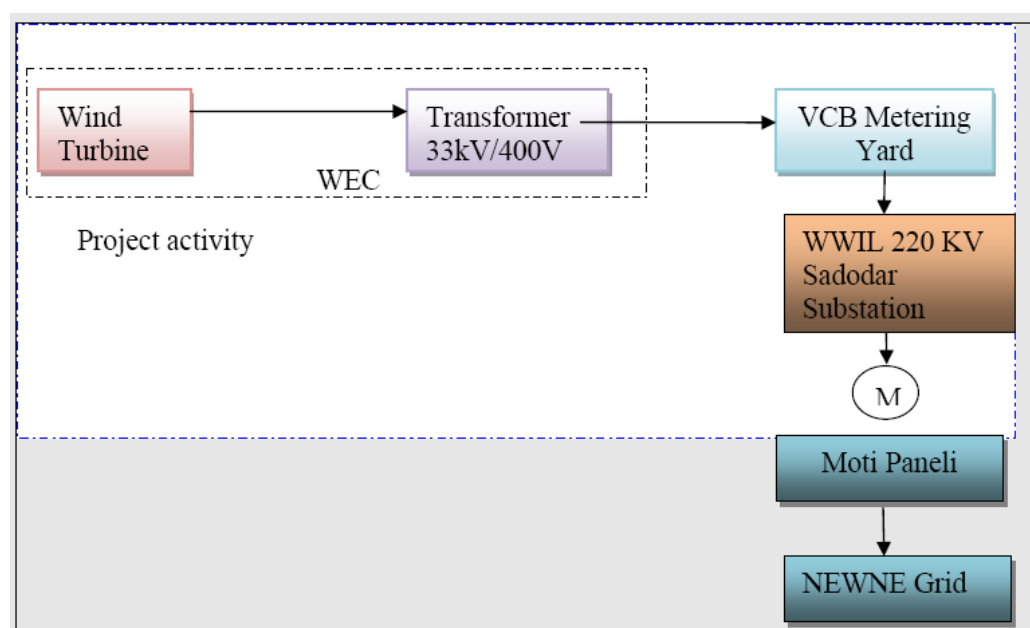 Wind
Turbine
Transformer
33kV/400V
VCB Metering
Yard
WEC
Project activity
WWIL 220 KV
Sadodar
Substation
M
Moti Paneli
NEWNE Grid